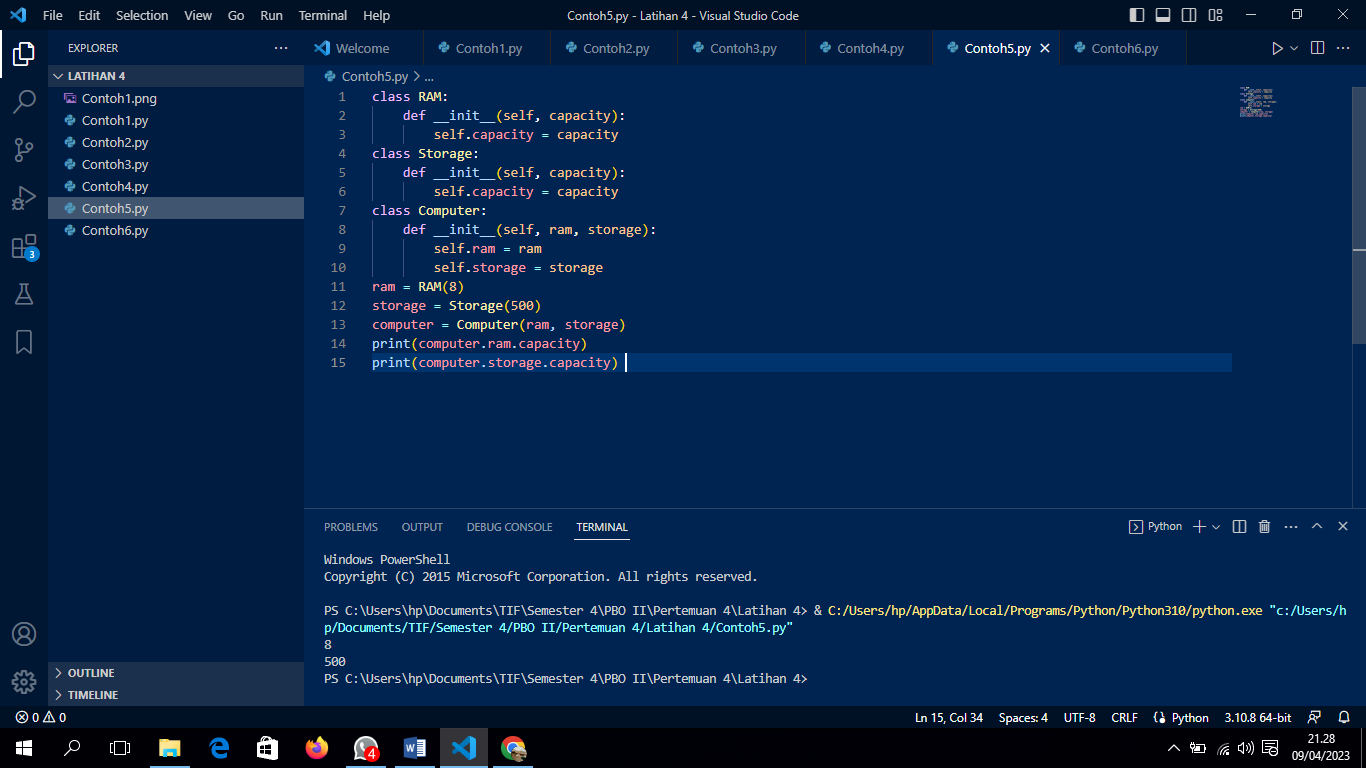 File Edit Selection View Go Run Terminal Help
Contoh5.py - Latihan 4 - Visual Studio Code
EXPLORER
LATIHAN 4
Contoh1.png
Contoh1.py
Contoh2.py
Contoh3.py
Contoh4.py
Contoh5.py
Contoh6.py
OUTLINE
TIMELINE
3
Welcome Contoh1.py Contoh2.py Contoh3.py Contoh4.py Contoh5.py Contoh6.py
Contoh5.py > ...
1 class RAM:
2     def __init__(self, capacity):
3         self.capacity = capacity
4 class Storage:
5     def __init__(self, capacity):
6         self.capacity = capacity
7 class Computer:
8     def __init__(self, ram, storage):
9         self.ram = ram
10         self.storage = storage
11 ram = RAM(8)
12 storage = Storage(500)
13 computer = Computer(ram, storage)
14 print(computer.ram.capacity)
15 print(computer.storage.capacity)
PROBLEMS OUTPUT DEBUG CONSOLE TERMINAL
Python
Windows PowerShell
Copyright (C) 2015 Microsoft Corporation. All rights reserved.
PS C:\Users\hp\Documents\TIF\Semester 4\PBO II\Pertemuan 4\Latihan 4> & C:/Users/hp/AppData/Local/Programs/Python/Python310/python.exe "c:/Users/h
p/Documents/TIF/Semester 4/PBO II/Pertemuan 4/Latihan 4/Contoh5.py"
8
500
PS C:\Users\hp\Documents\TIF\Semester 4\PBO II\Pertemuan 4\Latihan 4>
0 0
Ln 15, Col 34 Spaces: 4 UTF-8 CRLF Python 3.10.8 64-bit
4
21.28
09/04/2023